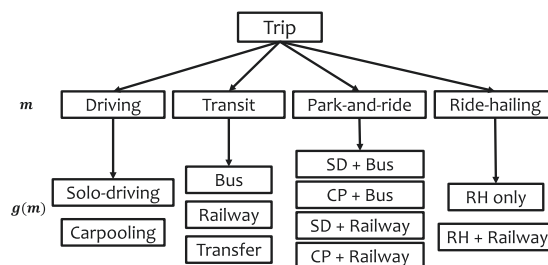 Trip
m
Driving
Transit
Park-and-ride
Ride-hailing
g(m)
Solo-driving
Carpooling
Bus
Railway
Transfer
SD + Bus
CP + Bus
SD + Railway
CP + Railway
RH only
RH + Railway